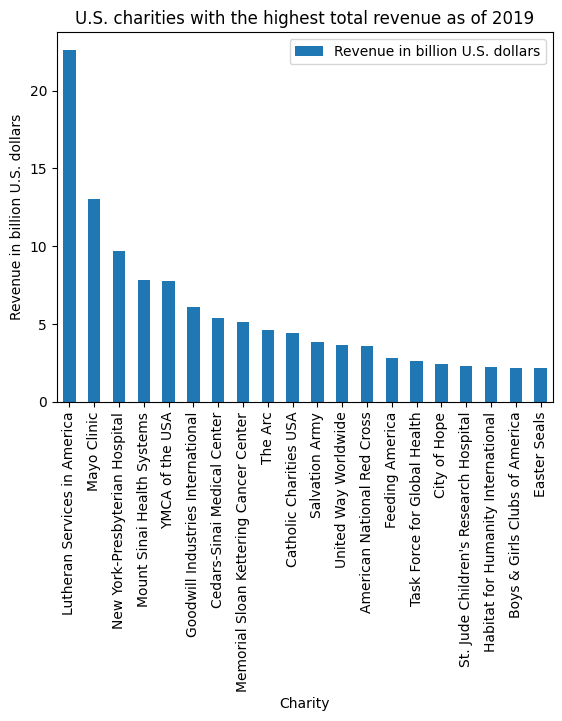 U.S. charities with the highest total revenue as of 2019
Revenue in billion U.S. dollars
Revenue in billion U.S. dollars
20
15
10
5
0
Lutheran Services in America
Mayo Clinic
New York-Presbyterian Hospital
Mount Sinai Health Systems
YMCA of the USA
Goodwill Industries International
Cedars-Sinai Medical Center
Memorial Sloan Kettering Cancer Center
The Arc
Catholic Charities USA
Salvation Army
United Way Worldwide
American National Red Cross
Feeding America
Task Force for Global Health
City of Hope
St. Jude Children's Research Hospital
Habitat for Humanity International
Boys & Girls Clubs of America
Easter Seals
Charity